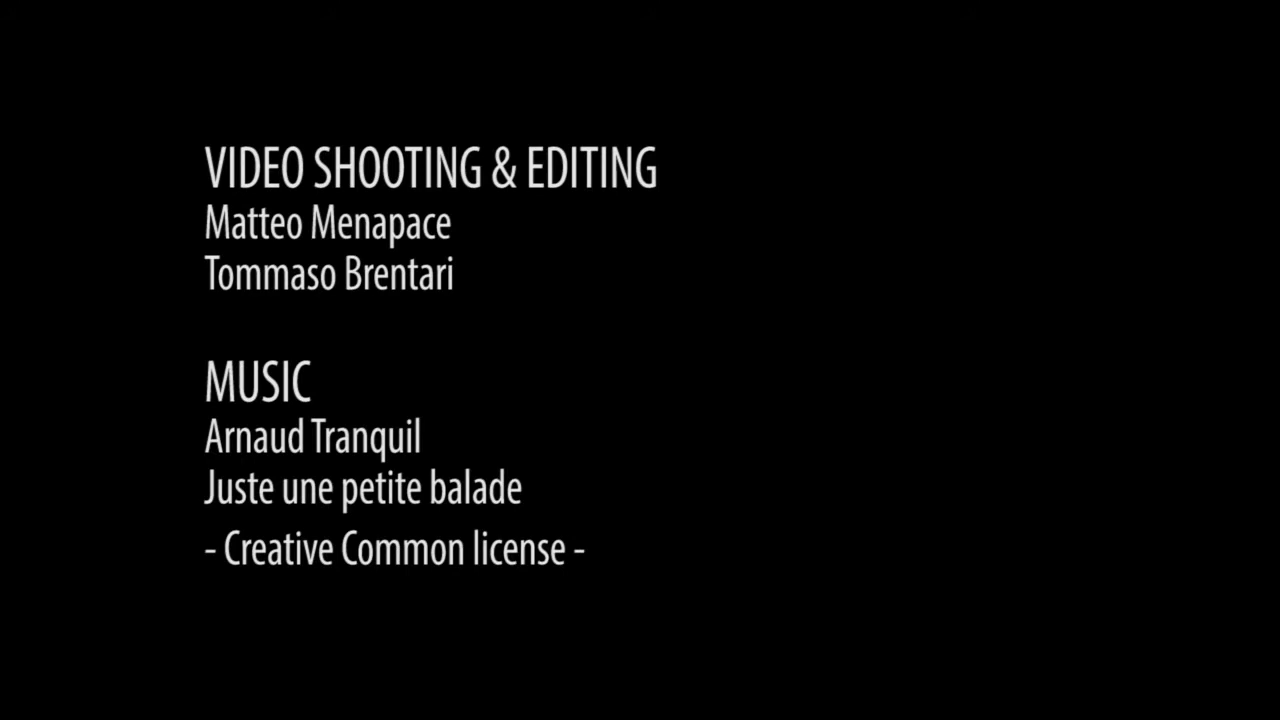 VIDEO SHOOTING & EDITING
Matteo Menapace
Tommaso Brentari
MUSIC
Arnaud Tranquil
Juste une petite balade
- Creative Common license -